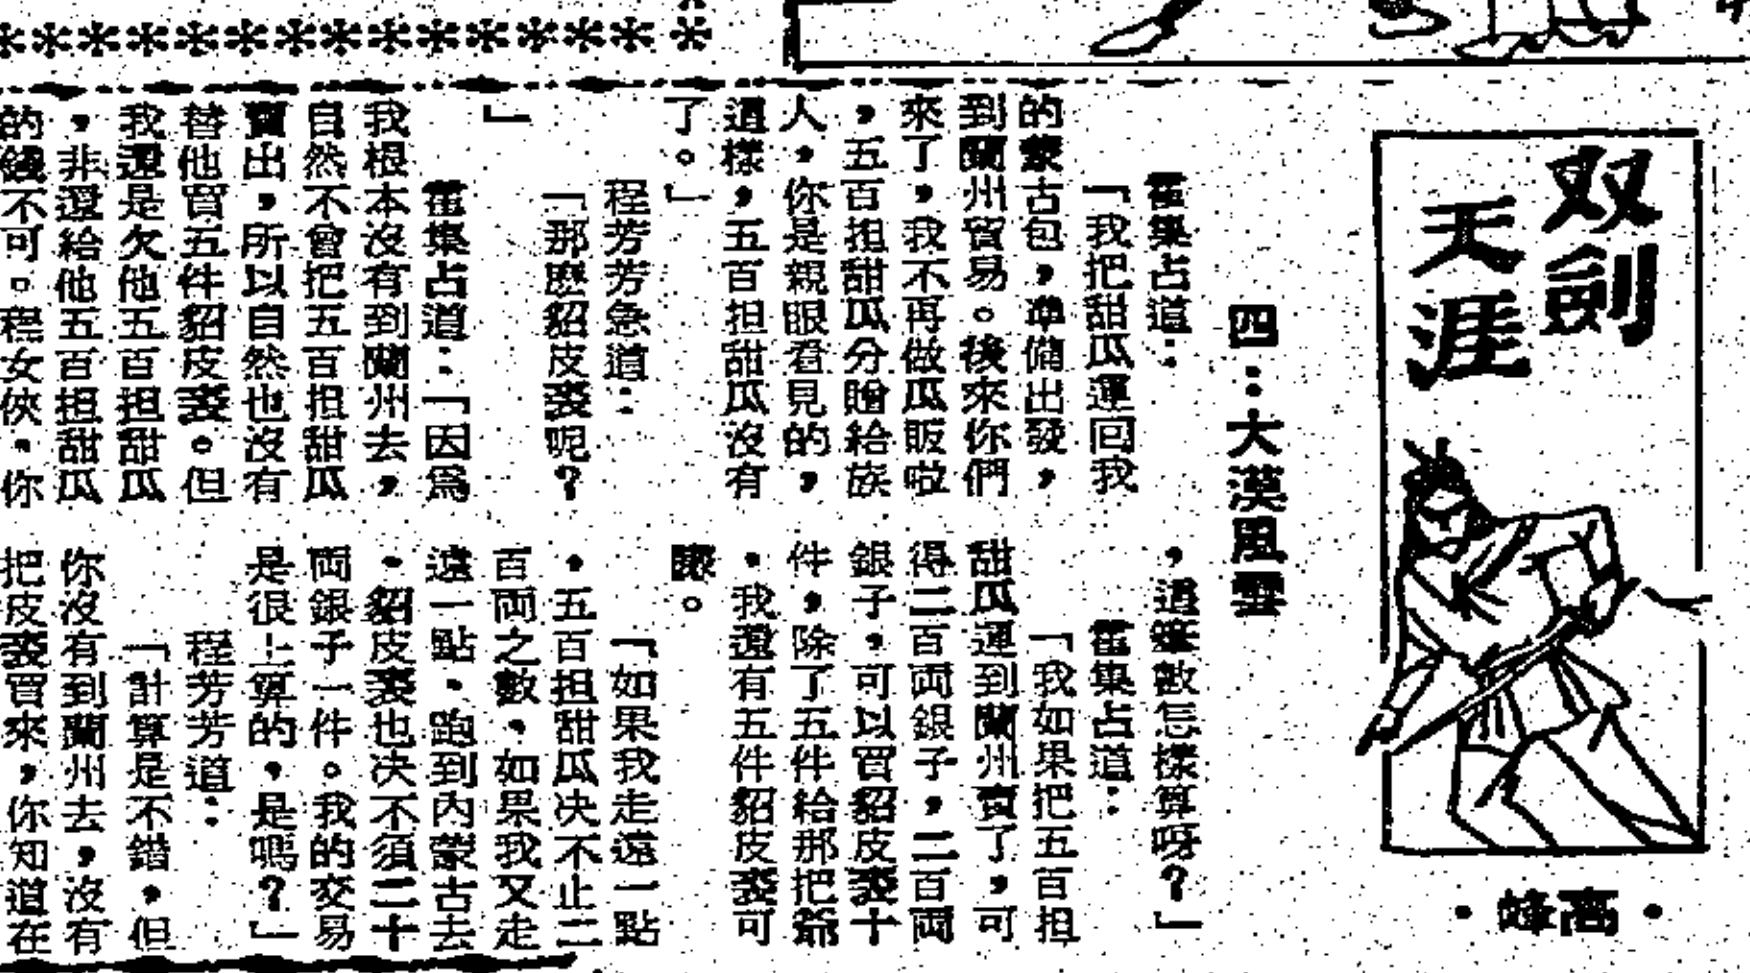 双劍
天涯
・高蜂・
四：大漠風雲
霍集占道：
「我把甜瓜運回我
的蒙古包，準備出發，
到蘭州貿易。後來你們
來了，我不再做瓜販啦
，五百担甜瓜分贈給族
人，你是親眼看見的，
這樣，五百担甜瓜沒有
了。」
程芳芳急道：
「那麽貂皮裘呢？
」
霍集占道：「因爲
我根本沒有到蘭州去，
自然不會把五百担甜瓜
賣出，所以自然也沒有
替他買五件貂皮裘。但
我還是欠他五百担甜瓜
，非還給他五百担甜瓜
的錢不可。程女俠，你
，這筆數怎樣算呀？」
霍集占道：
「我如果把五百担
甜瓜運到蘭州賣了，可
得二百両銀子，二百両
銀子，可以買貂皮裘十
件，除了五件給那把爺
，我還有五件貂皮裘可
賺。
「如果我走遠一點
，五百担甜瓜决不止二
百両之數，如果我又走
遠一點，跑到內蒙古去
，貂皮裘也决不須二十
両銀子一件。我的交易
是很上算的，是嗎？」
程芳芳道：
「計算是不錯，但
你沒有到蘭州去，沒有
把皮裘買來，你知道在